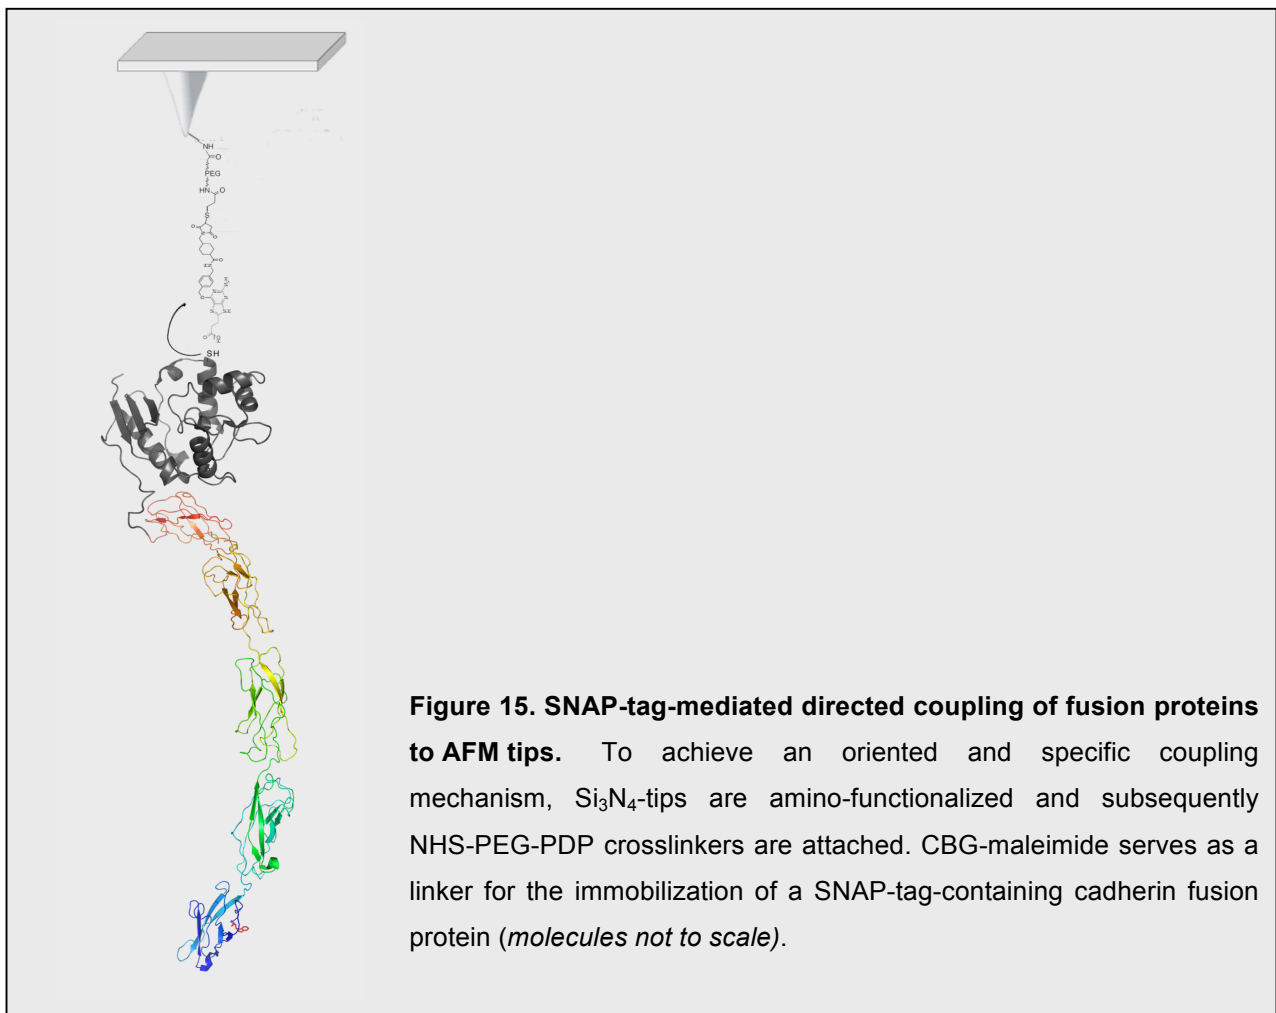 NH
O
PEG
HN
O
S
O
O
O
O
O
SH
Figure 15. SNAP-tag-mediated directed coupling of fusion proteins
to AFM tips. To achieve an oriented and specific coupling
mechanism, Si₃N₄-tips are amino-functionalized and subsequently
NHS-PEG-PDP crosslinkers are attached. CBG-maleimide serves as a
linker for the immobilization of a SNAP-tag-containing cadherin fusion
protein (molecules not to scale).